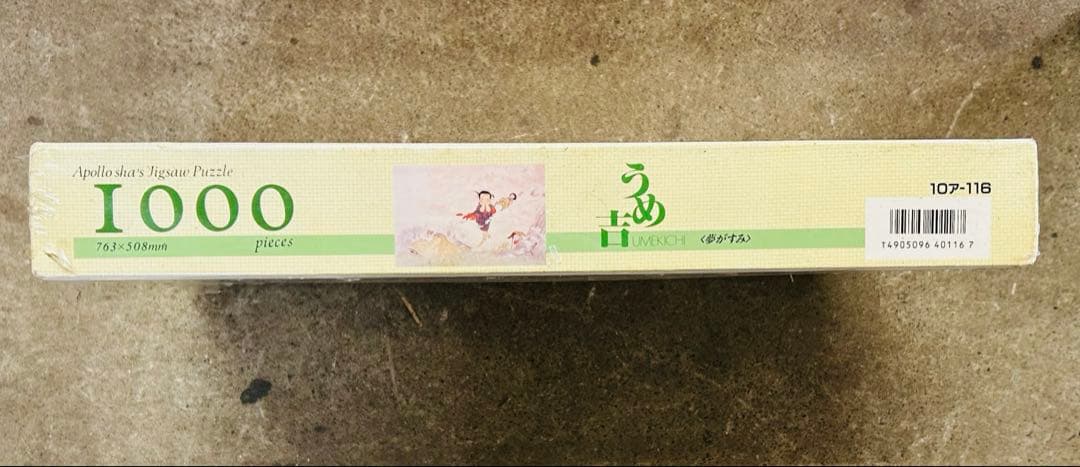 Apollo sha's Jigsaw Puzzle
1000
763×508mm
pieces
うめ
吉
UMEKICHI 〈夢がすみ〉
10ア-116
T4905096 40116 7